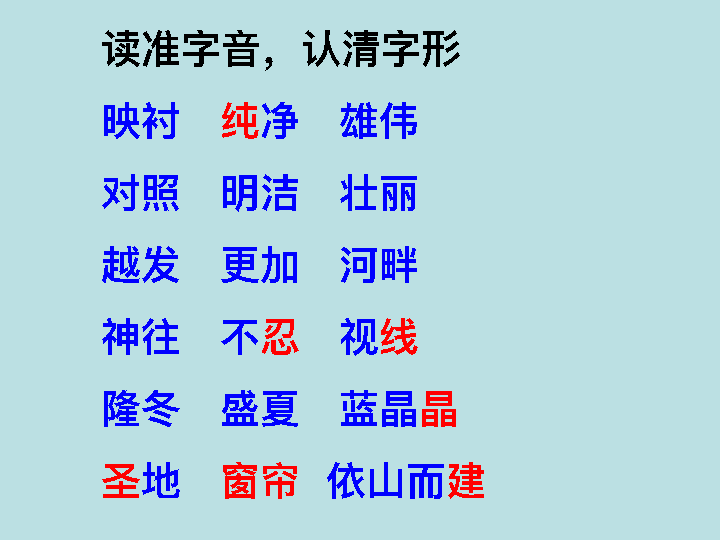 读准字音，认清字形
映衬 纯净 雄伟
对照 明洁 壮丽
越发 更加 河畔
神往 不忍 视线
隆冬 盛夏 蓝晶晶
圣地 窗帘 依山而建